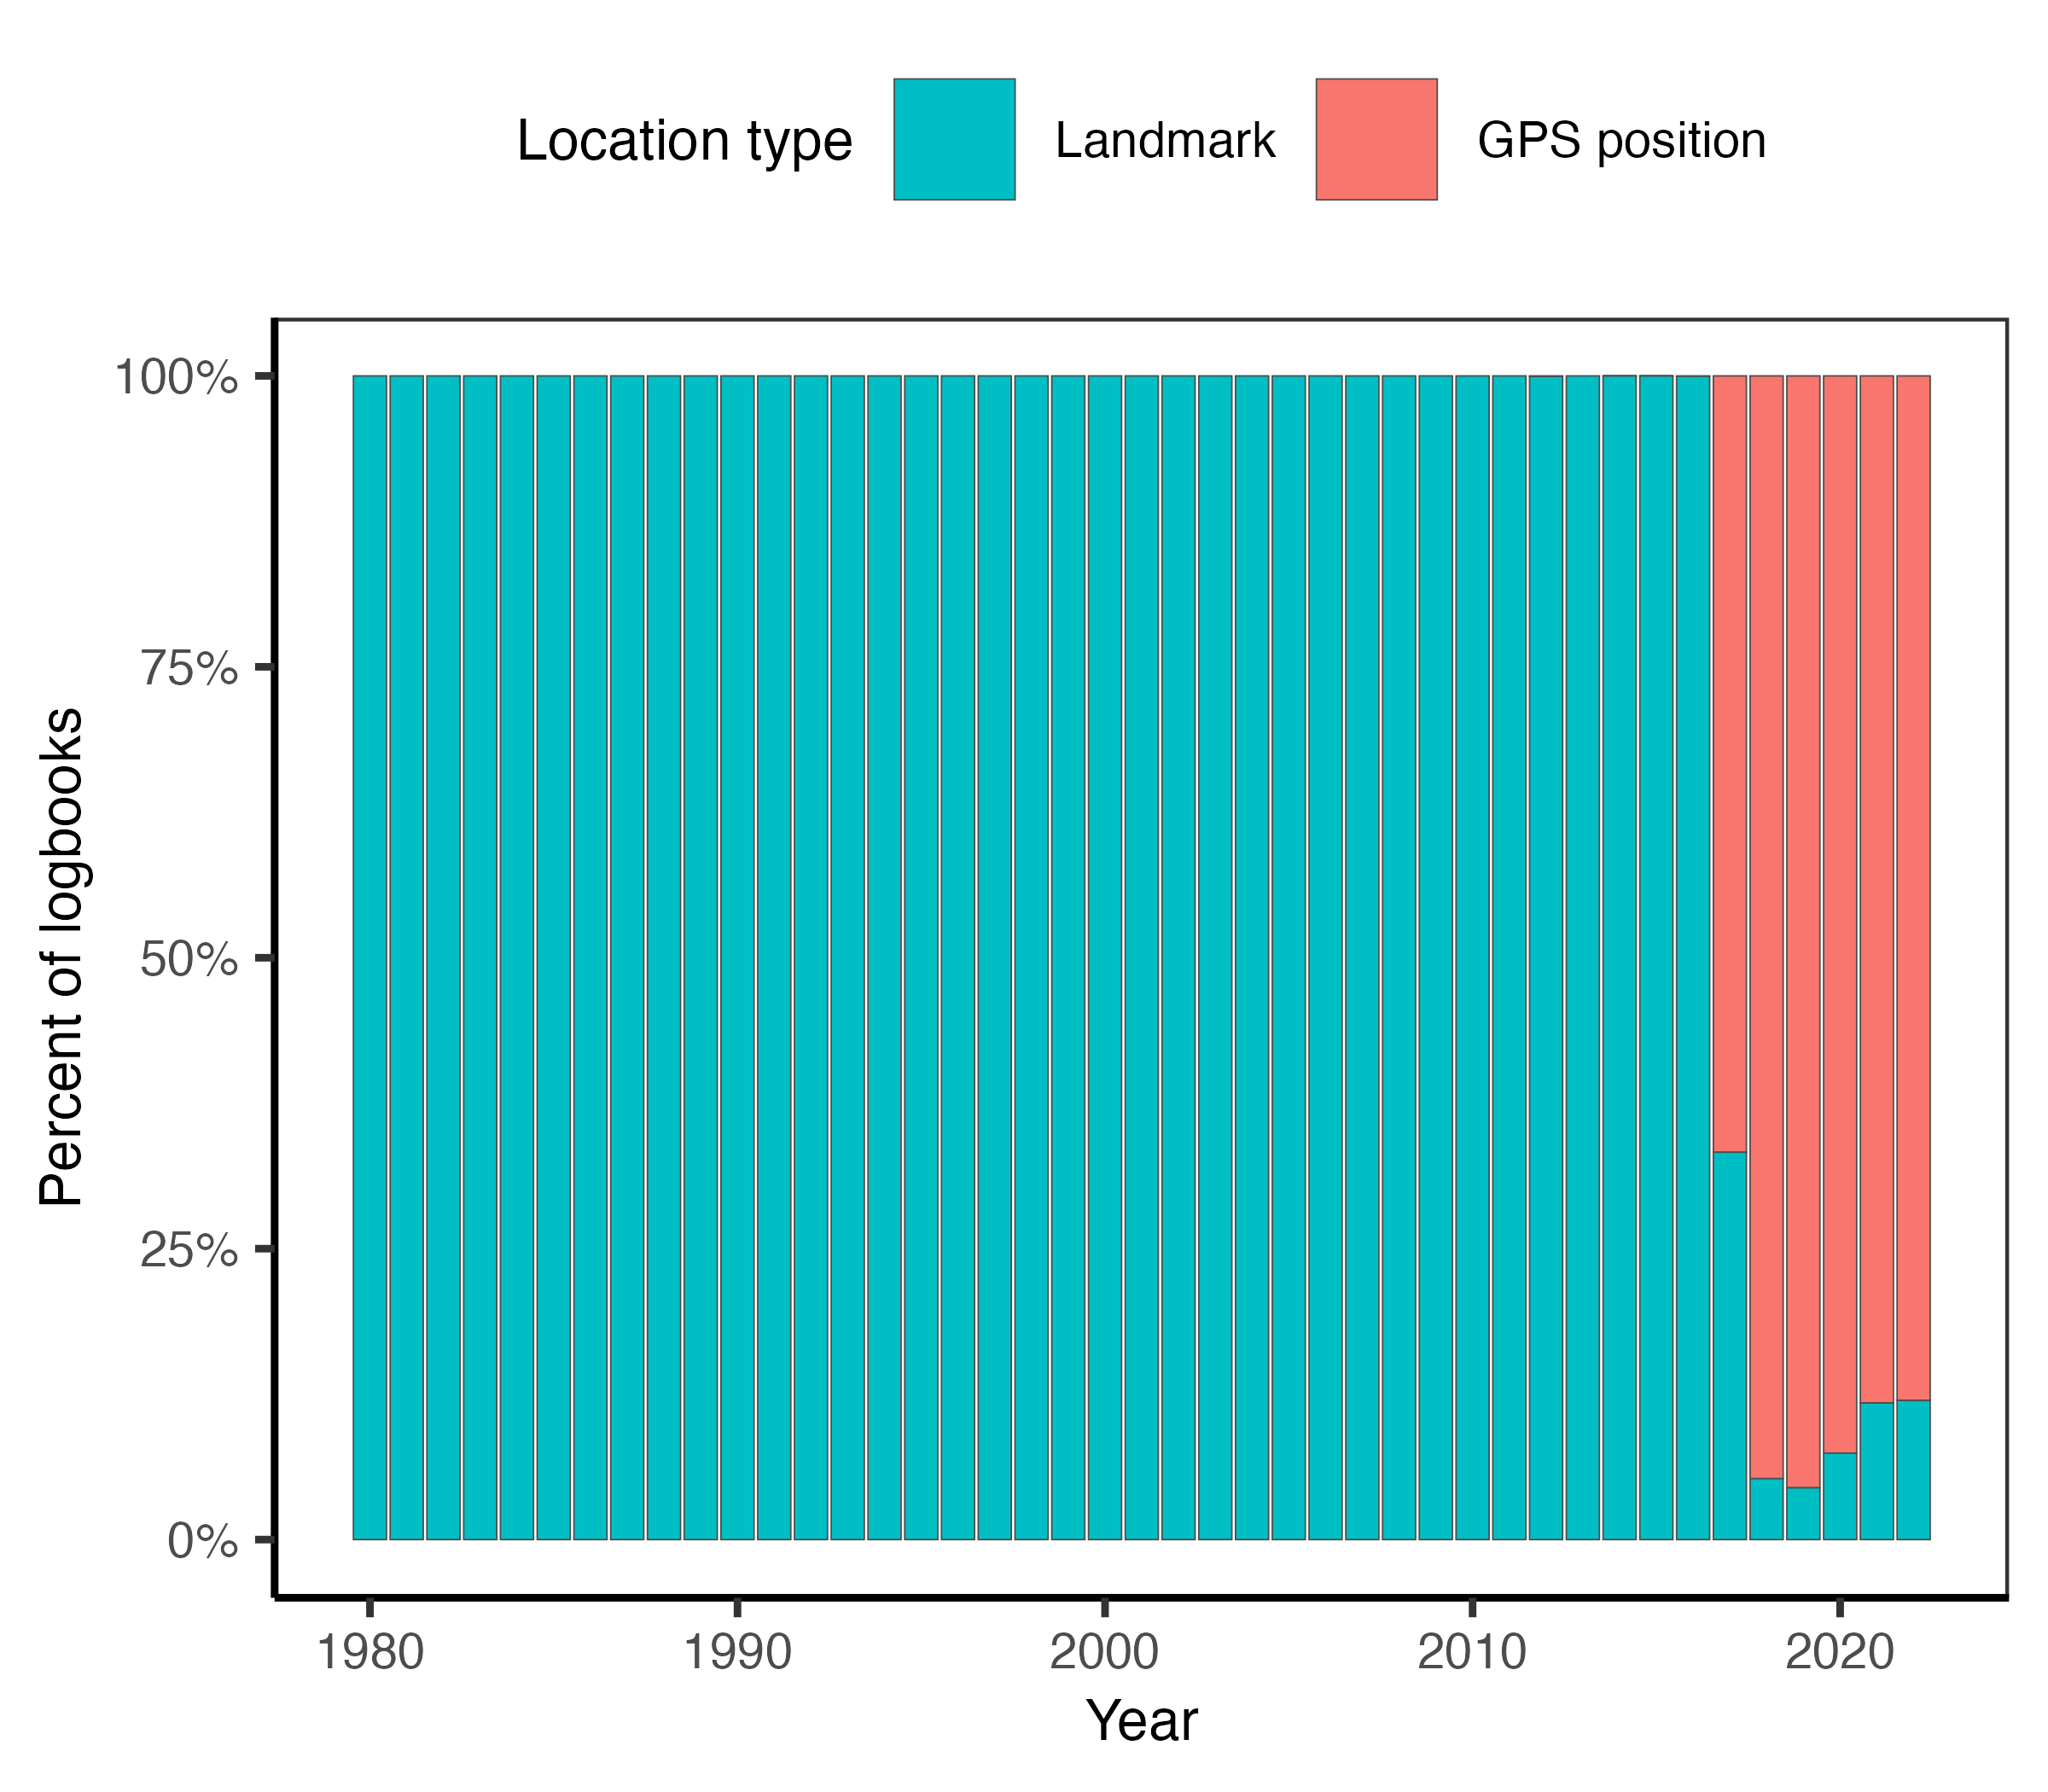 Location type Landmark GPS position
100%
75%
50%
25%
0%
Percent of logbooks
1980 1990 2000 2010 2020
Year